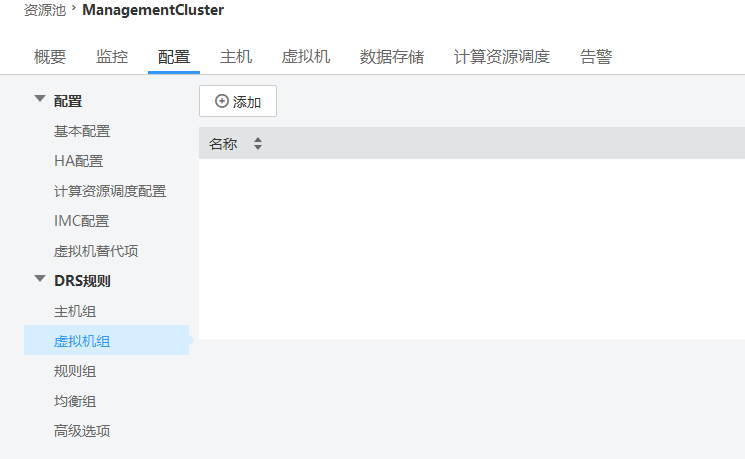 资源池 > ManagementCluster
概要 监控 配置 主机 虚拟机 数据存储 计算资源调度 告警
配置
基本配置
HA配置
计算资源调度配置
IMC配置
虚拟机替代项
DRS规则
主机组
虚拟机组
规则组
均衡组
高级选项
添加
名称